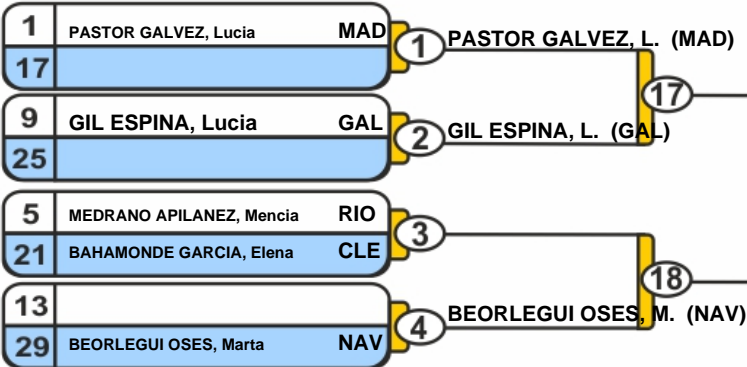 1 PASTOR GALVEZ, Lucia MAD
17
1 PASTOR GALVEZ, L. (MAD)
9 GIL ESPINA, Lucia GAL
25
2 GIL ESPINA, L. (GAL)
17
5 MEDRANO APILANEZ, Mencia RIO
21 BAHAMONDE GARCIA, Elena CLE
3
13
29 BEORLEGUI OSES, Marta NAV
4 BEORLEGUI OSES, M. (NAV)
18